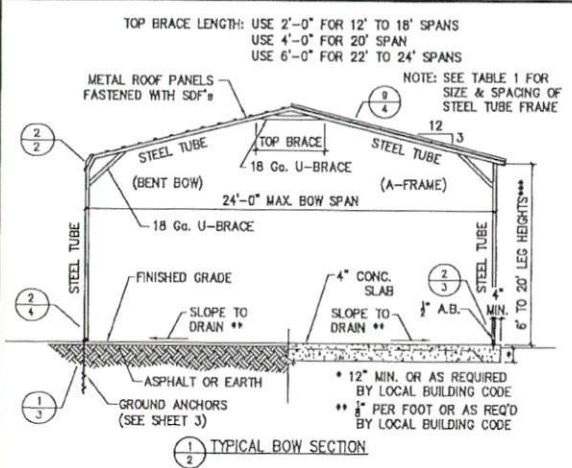 TOP BRACE LENGTH: USE 2'-0" FOR 12' TO 18' SPANS
USE 4'-0" FOR 20' SPAN
USE 6'-0" FOR 22' TO 24' SPANS
METAL ROOF PANELS
FASTENED WITH SDF's
NOTE: SEE TABLE 1 FOR
SIZE & SPACING OF
STEEL TUBE FRAME
9
4
12
3
2
2
STEEL TUBE
TOP BRACE
STEEL TUBE
18 Ga. U-BRACE
(BENT BOW)
(A-FRAME)
24'-0" MAX. BOW SPAN
18 Ga. U-BRACE
STEEL TUBE
STEEL TUBE
6' TO 20' LEG HEIGHTS***
FINISHED GRADE
4" CONC.
SLAB
2
3
4"
MIN.
½" A.B.
2
4
SLOPE TO
DRAIN **
SLOPE TO
DRAIN **
*
ASPHALT OR EARTH
1
3
GROUND ANCHORS
(SEE SHEET 3)
* 12" MIN. OR AS REQUIRED
BY LOCAL BUILDING CODE
** ⅛" PER FOOT OR AS REQ'D
BY LOCAL BUILDING CODE
1
2
TYPICAL BOW SECTION